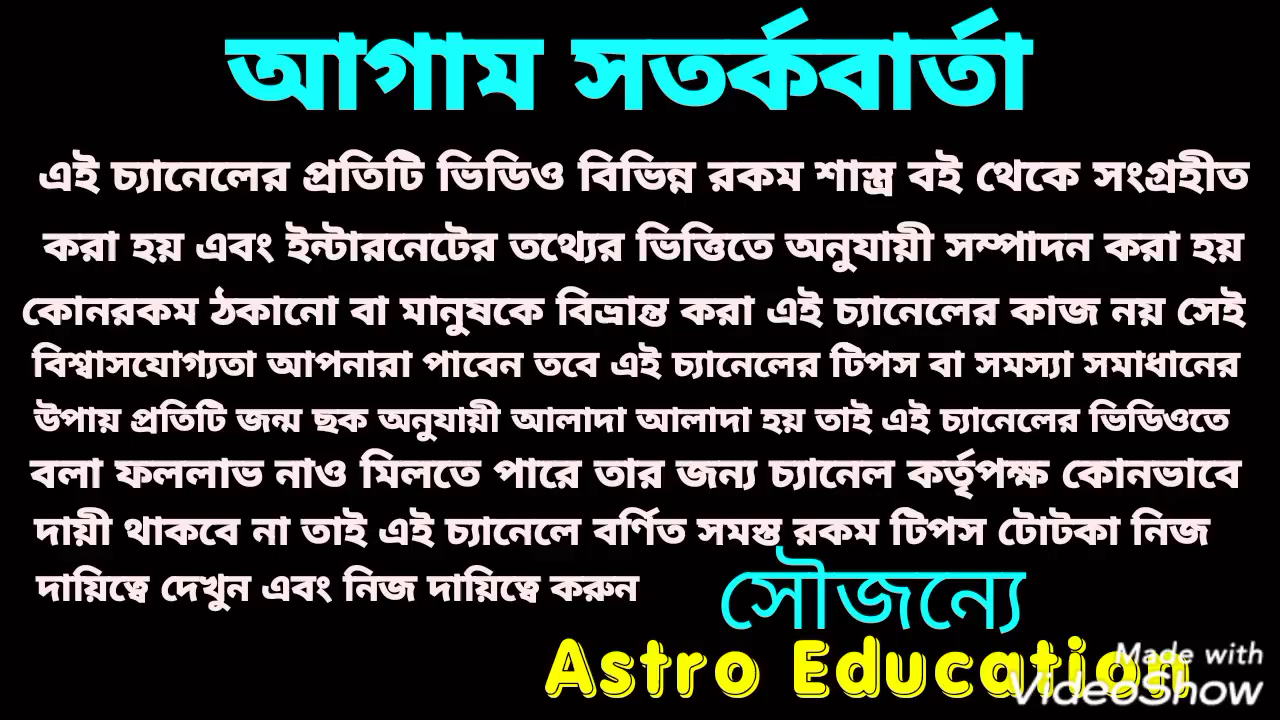 আগাম সতর্কবার্তা
এই চ্যানেলের প্রতিটি ভিডিও বিভিন্ন রকম শাস্ত্র বই থেকে সংগ্রহীত
করা হয় এবং ইন্টারনেটের তথ্যের ভিত্তিতে অনুযায়ী সম্পাদন করা হয়
কোনরকম ঠকানো বা মানুষকে বিভ্রান্ত করা এই চ্যানেলের কাজ নয় সেই
বিশ্বাসযোগ্যতা আপনারা পাবেন তবে এই চ্যানেলের টিপস বা সমস্যা সমাধানের
উপায় প্রতিটি জন্ম ছক অনুযায়ী আলাদা আলাদা হয় তাই এই চ্যানেলের ভিডিওতে
বলা ফললাভ নাও মিলতে পারে তার জন্য চ্যানেল কর্তৃপক্ষ কোনভাবে
দায়ী থাকবে না তাই এই চ্যানেলে বর্ণিত সমস্ত রকম টিপস টোটকা নিজ
দায়িত্বে দেখুন এবং নিজ দায়িত্বে করুন
সৌজন্যে
Astro Education
Made with
VideoShow